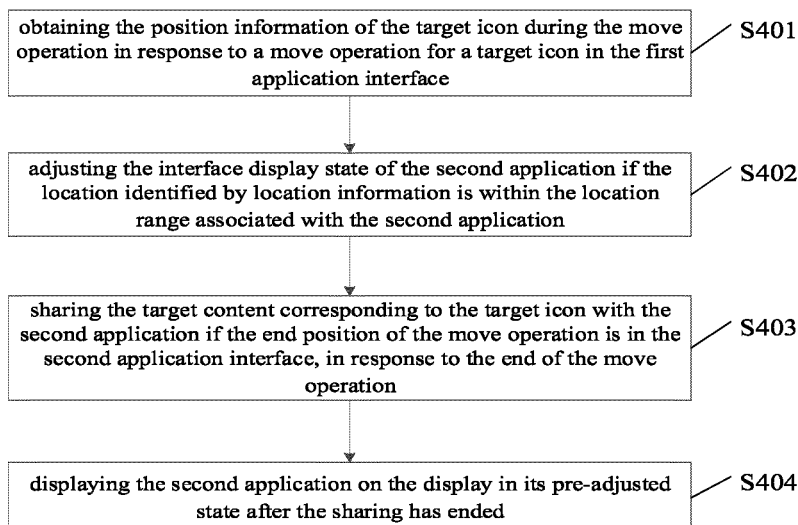 obtaining the position information of the target icon during the move
operation in response to a move operation for a target icon in the first
application interface
S401
adjusting the interface display state of the second application if the
location identified by location information is within the location
range associated with the second application
S402
sharing the target content corresponding to the target icon with the
second application if the end position of the move operation is in the
second application interface, in response to the end of the move
operation
S403
displaying the second application on the display in its pre-adjusted
state after the sharing has ended
S404